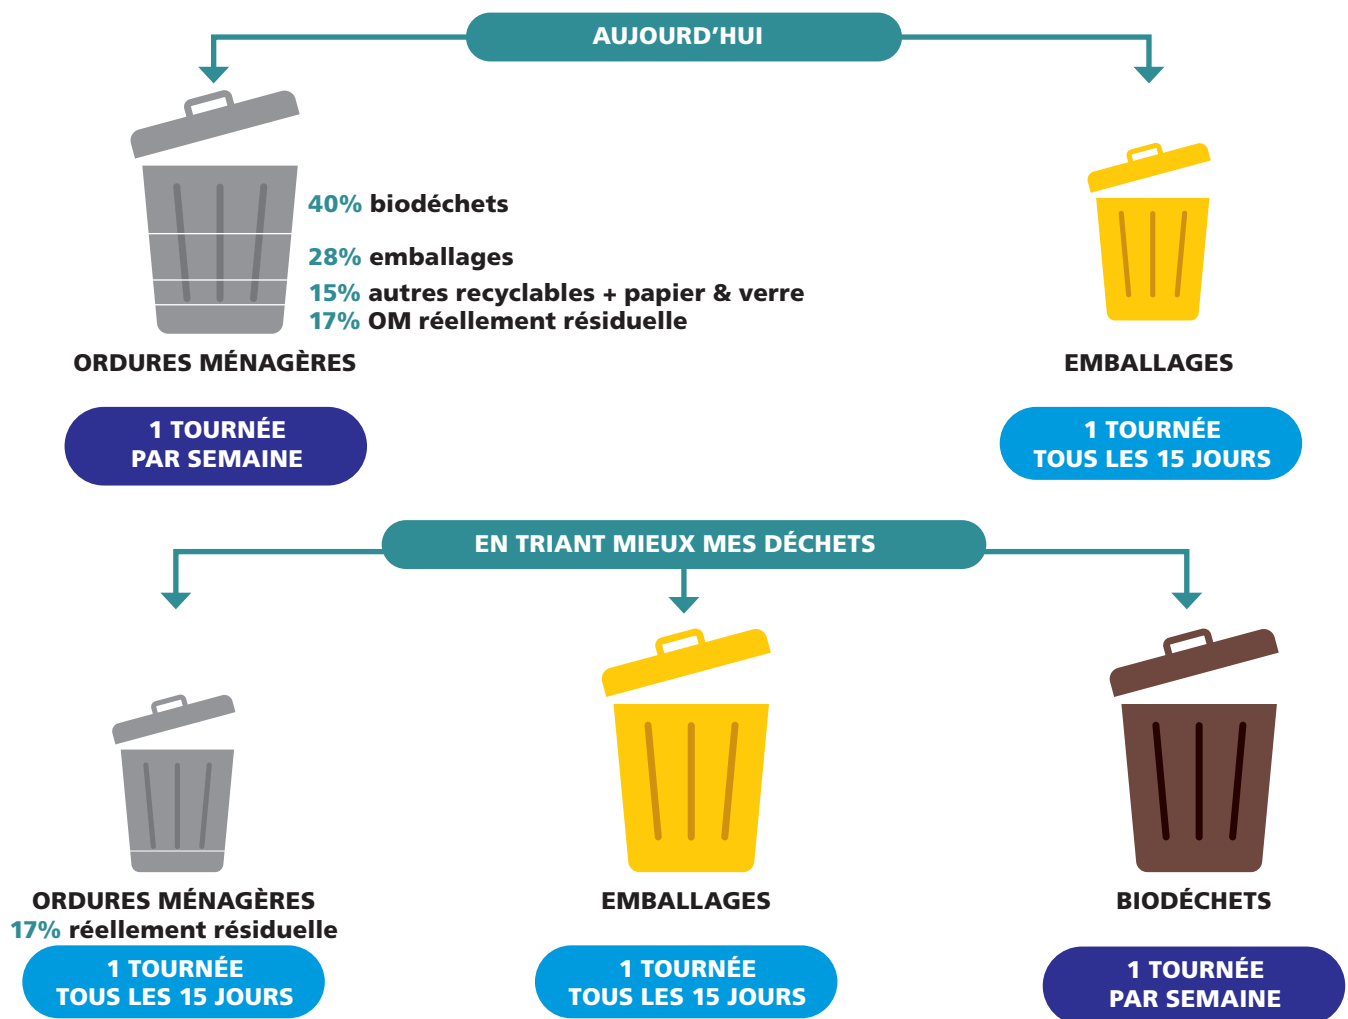 AUJOURD'HUI
40% biodéchets
28% emballages
15% autres recyclables + papier & verre
17% OM réellement résiduelle
ORDURES MÉNAGÈRES
EMBALLAGES
1 TOURNÉE
PAR SEMAINE
1 TOURNÉE
TOUS LES 15 JOURS
EN TRIANT MIEUX MES DÉCHETS
ORDURES MÉNAGÈRES
17% réellement résiduelle
EMBALLAGES
BIODÉCHETS
1 TOURNÉE
TOUS LES 15 JOURS
1 TOURNÉE
TOUS LES 15 JOURS
1 TOURNÉE
PAR SEMAINE